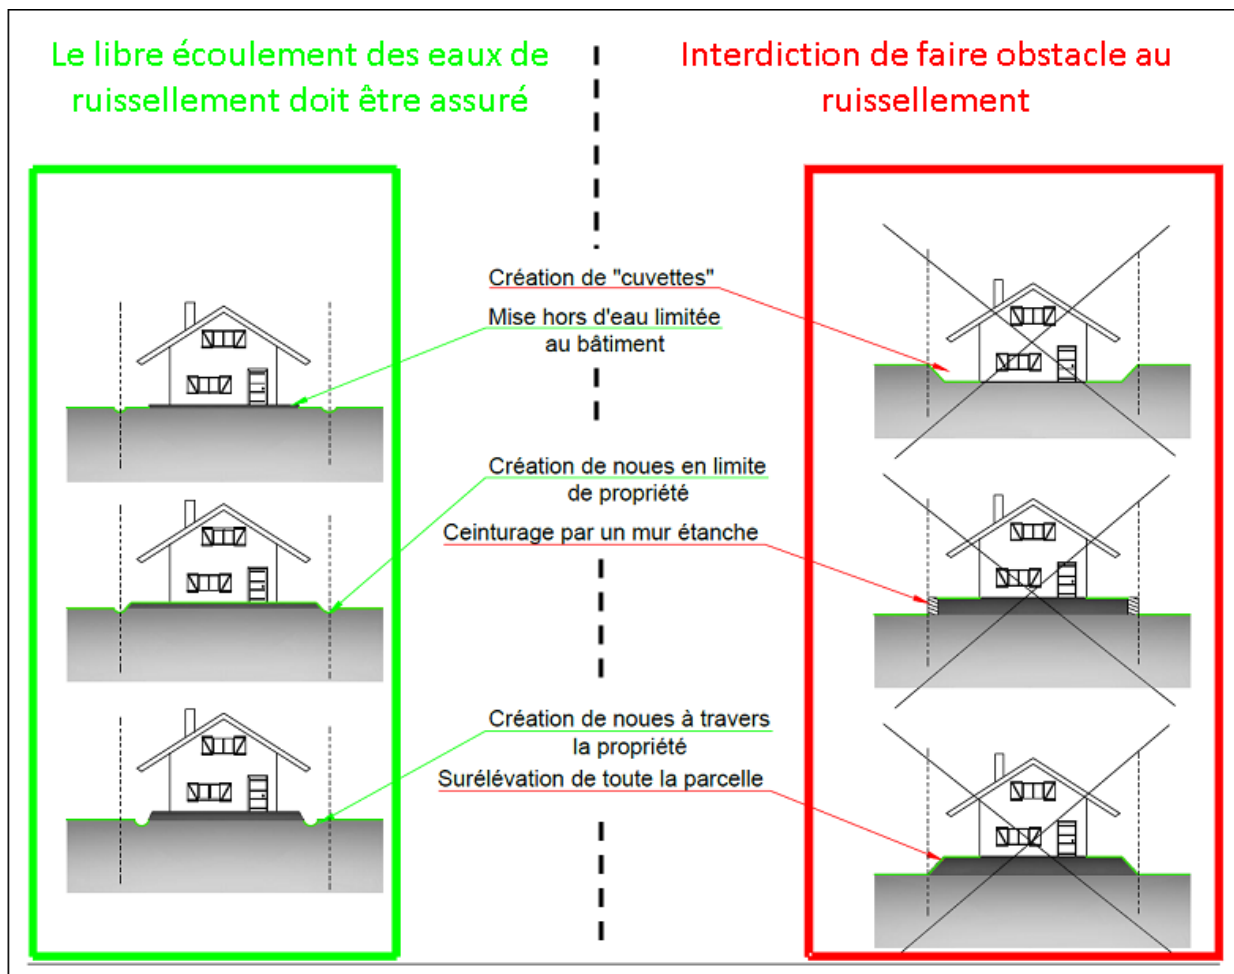 Le libre écoulement des eaux de
ruissellement doit être assuré
Interdiction de faire obstacle au
ruissellement
Création de "cuvettes"
Mise hors d'eau limitée
au bâtiment
Création de noues en limite
de propriété
Ceinturage par un mur étanche
Création de noues à travers
la propriété
Surélévation de toute la parcelle